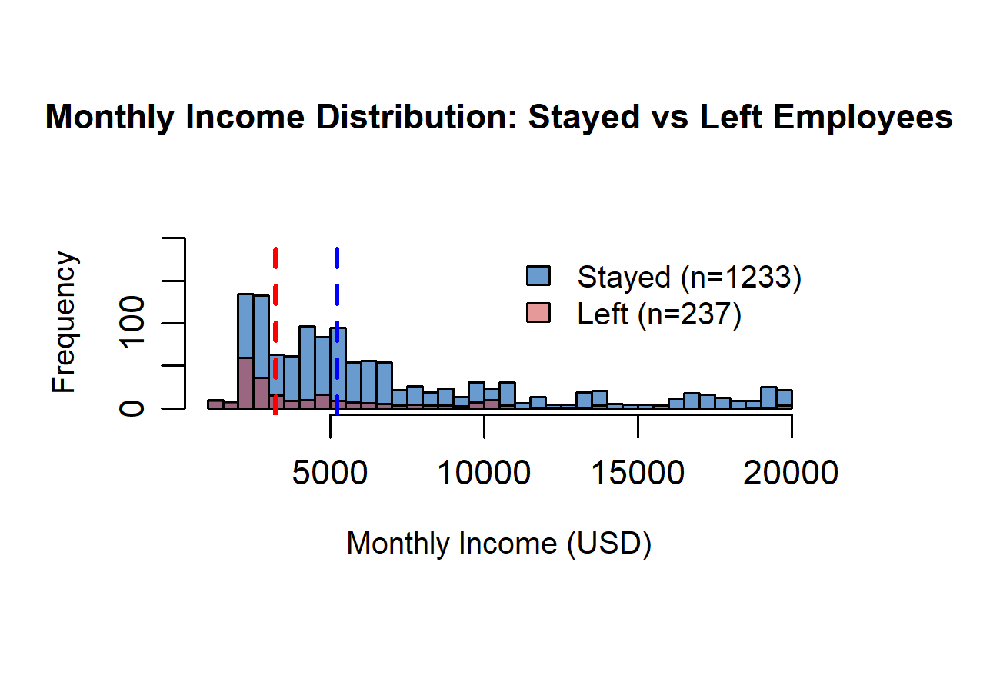 Monthly Income Distribution: Stayed vs Left Employees
Frequency
100
0
Stayed (n=1233)
Left (n=237)
5000 10000 15000 20000
Monthly Income (USD)